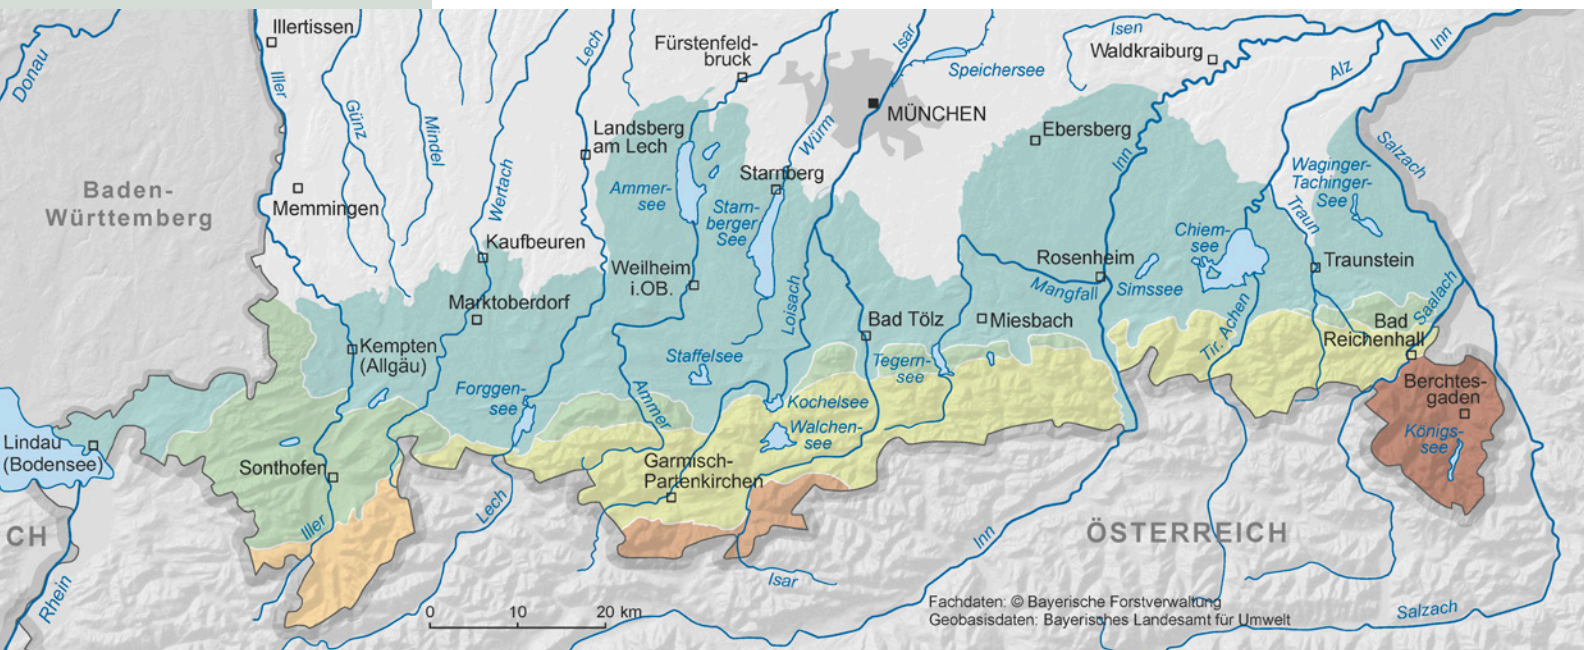 Donau
Illertissen
Iller
Günz
Mindel
Wertach
Lech
Fürstenfeld-
bruck
Isar
Speichersee
Isen
Waldkraiburg
Inn
Alz
MÜNCHEN
Würm
Landsberg
am Lech
Ebersberg
Inn
Salzach
Baden-
Württemberg
Memmingen
Ammer-
see
Starnberg
Starn-
berger
See
Waginger-
Tachinger-
See
Traun
Kaufbeuren
Weilheim
i.OB.
Chiem-
see
Rosenheim
Mangfall
Simssee
Traunstein
Marktoberdorf
Loisach
Bad Tölz
Miesbach
Tir. Achen
Saalach
Bad
Reichenhall
Kempten
(Allgäu)
Staffelsee
Tegern-
see
Forggen-
see
Ammer
Kochelsee
Walchen-
see
Berchtes-
gaden
Königs-
see
Lindau
(Bodensee)
Sonthofen
Garmisch-
Partenkirchen
Iller
Lech
CH
Rhein
Isar
Inn
ÖSTERREICH
Salzach
0 10 20 km
Fachdaten: © Bayerische Forstverwaltung
Geobasisdaten: Bayerisches Landesamt für Umwelt